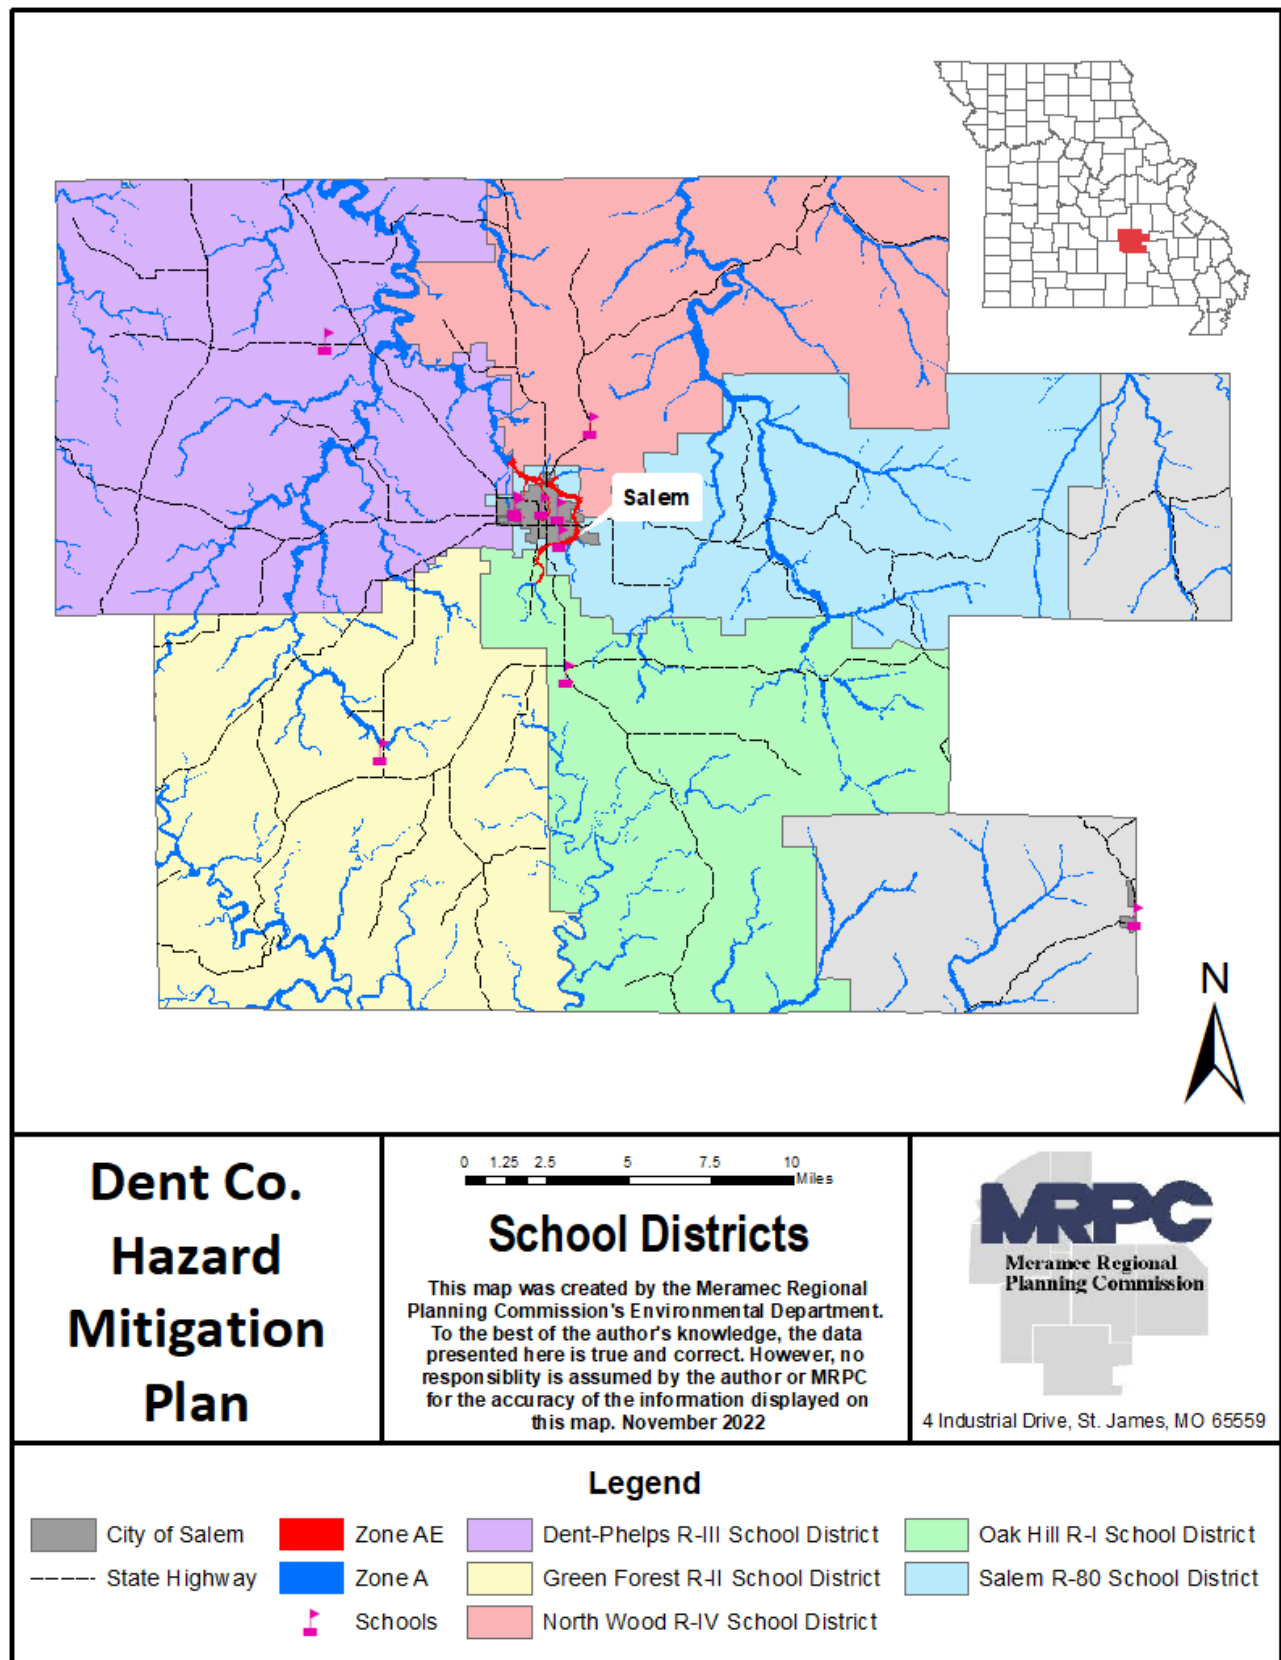 Salem
N
Dent Co.
Hazard
Mitigation
Plan
0 1.25 2.5 5 7.5 10
Miles
School Districts
This map was created by the Meramec Regional
Planning Commission's Environmental Department.
To the best of the author's knowledge, the data
presented here is true and correct. However, no
responsiblity is assumed by the author or MRPC
for the accuracy of the information displayed on
this map. November 2022
MRPC
Meramec Regional
Planning Commission
4 Industrial Drive, St. James, MO 65559
Legend
City of Salem
State Highway
Zone AE
Zone A
Schools
Dent-Phelps R-III School District
Green Forest R-II School District
North Wood R-IV School District
Oak Hill R-I School District
Salem R-80 School District